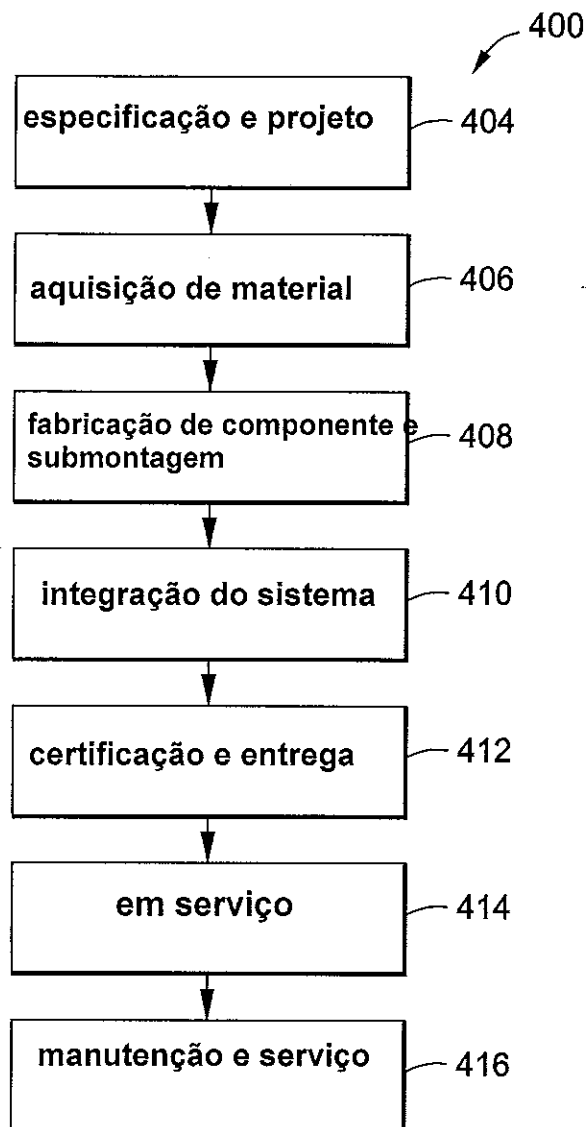 400
especificação e projeto
404
aquisição de material
406
fabricação de componente e
submontagem
408
integração do sistema
410
certificação e entrega
412
em serviço
414
manutenção e serviço
416